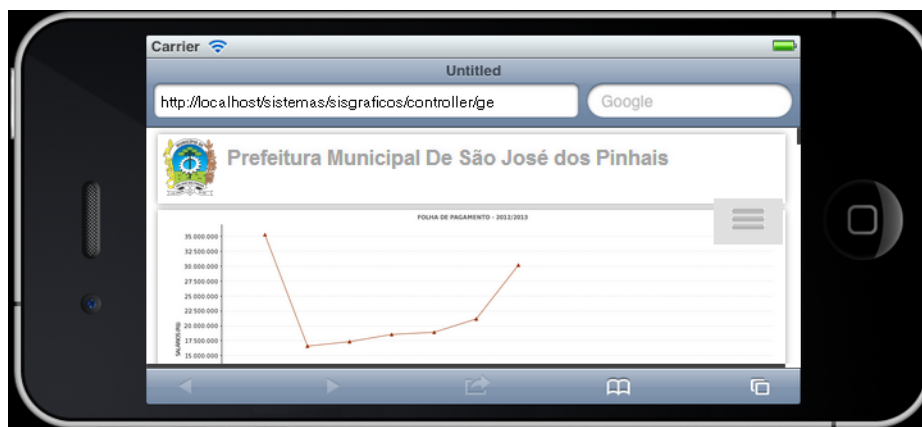 Carrier
Untitled
http://localhost/sistemas/sisgraficos/controller/ge
Google
Prefeitura Municipal De São José dos Pinhais
FOLHA DE PAGAMENTO - 2012/2013
35.000.000
32.500.000
30.000.000
27.500.000
25.000.000
22.500.000
20.000.000
17.500.000
15.000.000